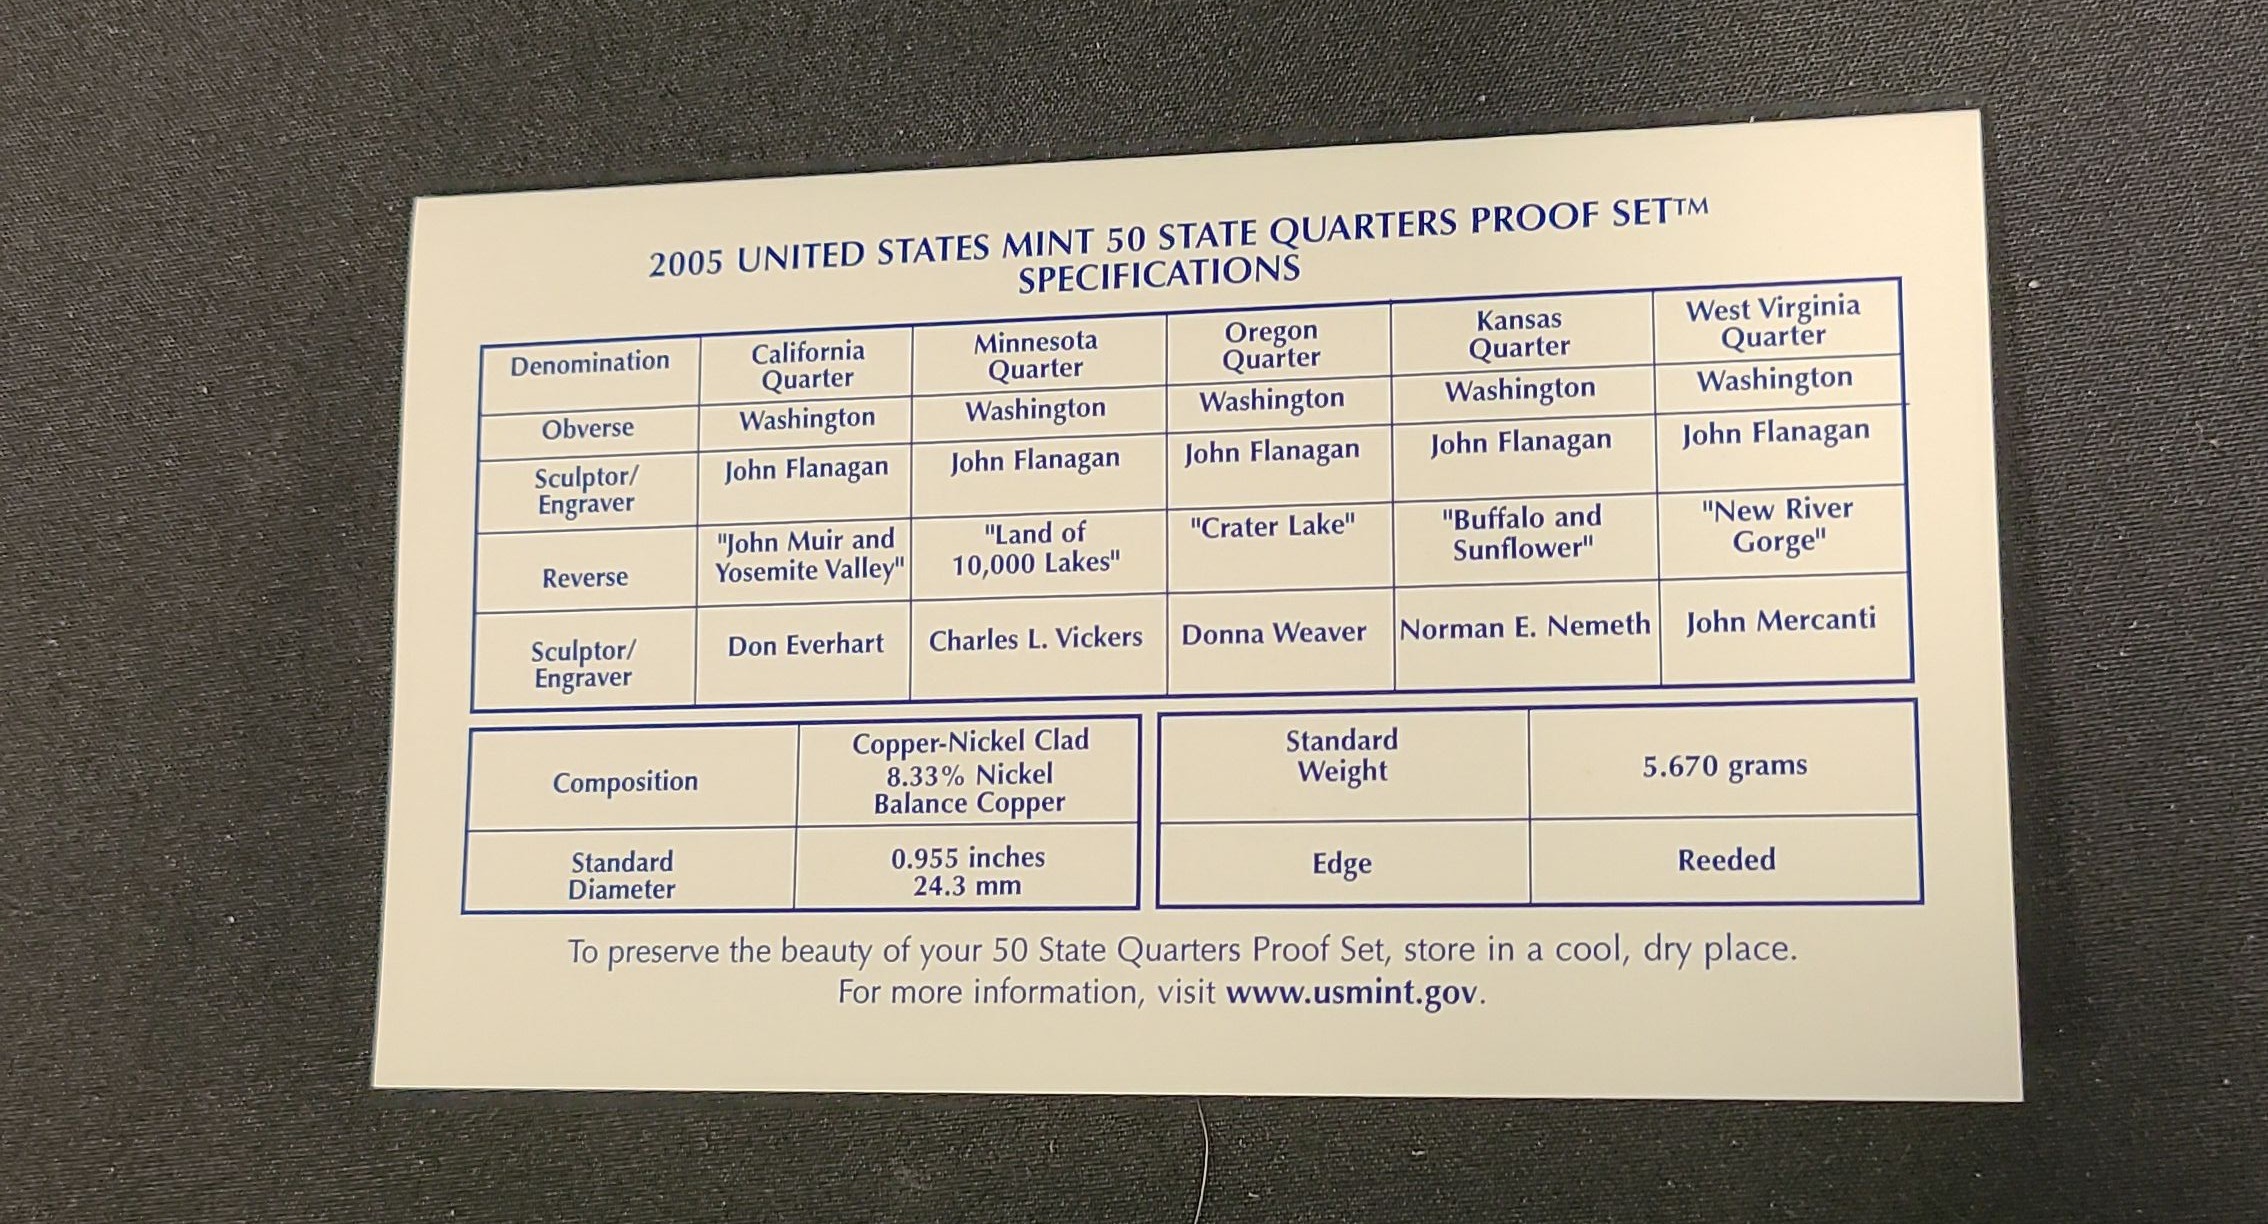 2005 UNITED STATES MINT 50 STATE QUARTERS PROOF SET™
SPECIFICATIONS
Denomination
California
Quarter
Minnesota
Quarter
Oregon
Quarter
Kansas
Quarter
West Virginia
Quarter
Obverse
Washington
Washington
Washington
Washington
Washington
Sculptor/
Engraver
John Flanagan
John Flanagan
John Flanagan
John Flanagan
John Flanagan
Reverse
"John Muir and
Yosemite Valley"
"Land of
10,000 Lakes"
"Crater Lake"
"Buffalo and
Sunflower"
"New River
Gorge"
Sculptor/
Engraver
Don Everhart
Charles L. Vickers
Donna Weaver
Norman E. Nemeth
John Mercanti
Composition
Copper-Nickel Clad
8.33% Nickel
Balance Copper
Standard
Diameter
0.955 inches
24.3 mm
Standard
Weight
5.670 grams
Edge
Reeded
To preserve the beauty of your 50 State Quarters Proof Set, store in a cool, dry place.
For more information, visit www.usmint.gov.